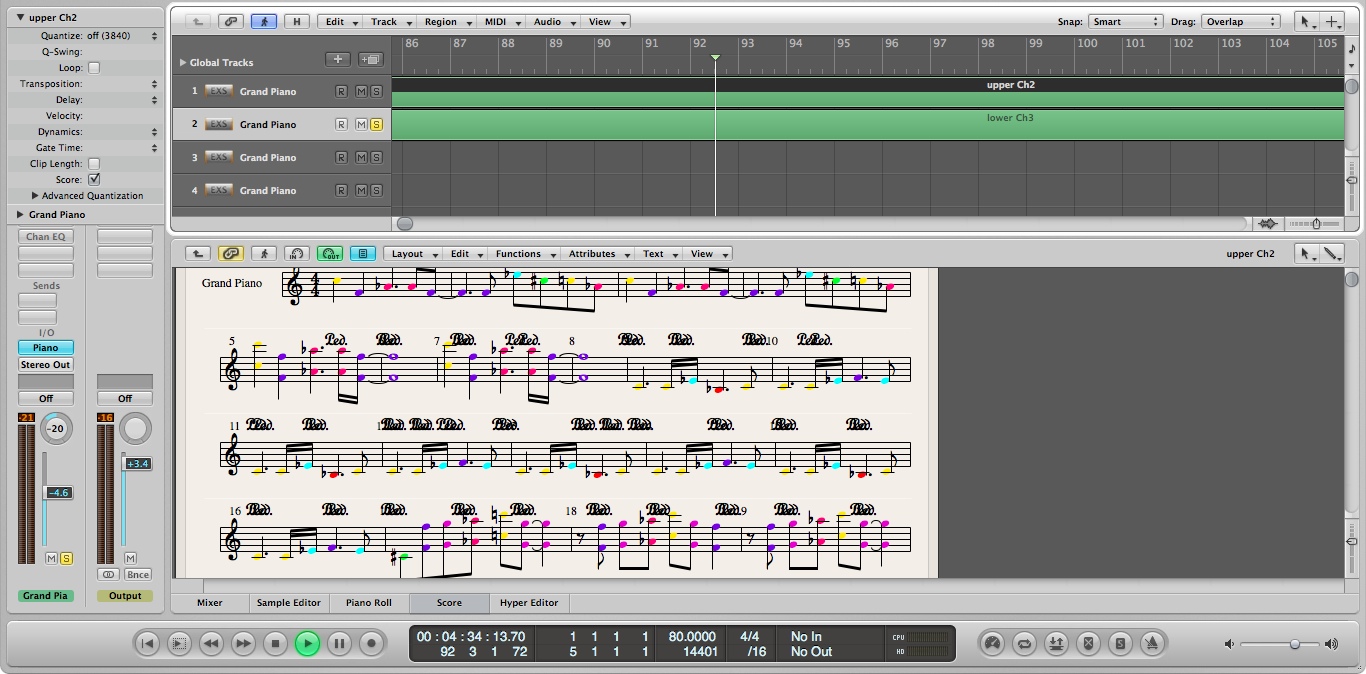 upper Ch2
Quantize: off (3840)
Q-Swing:
Loop:
Transposition:
Delay:
Velocity:
Dynamics:
Gate Time:
Clip Length:
Score:
Advanced Quantization
Grand Piano
Chan EQ
Sends
I/O
Piano
Stereo Out
Off Off
-21 -16
-20
+3.4
-4.6
M S M
Bnce
Grand Pia Output
H Edit Track Region MIDI Audio View Snap: Smart Drag: Overlap
86 87 88 89 90 91 92 93 94 95 96 97 98 99 100 101 102 103 104 105
Global Tracks
1 EXS Grand Piano R M S upper Ch2
2 EXS Grand Piano R M S lower Ch3
3 EXS Grand Piano R M S
4 EXS Grand Piano R M S
IN OUT Layout Edit Functions Attributes Text View upper Ch2
Grand Piano
5 7 8 10
11
16 18 19
Mixer Sample Editor Piano Roll Score Hyper Editor
00 : 04 : 34 : 13.70 1 1 1 1 80.0000 4/4 No In CPU
92 3 1 72 5 1 1 1 14401 /16 No Out HD